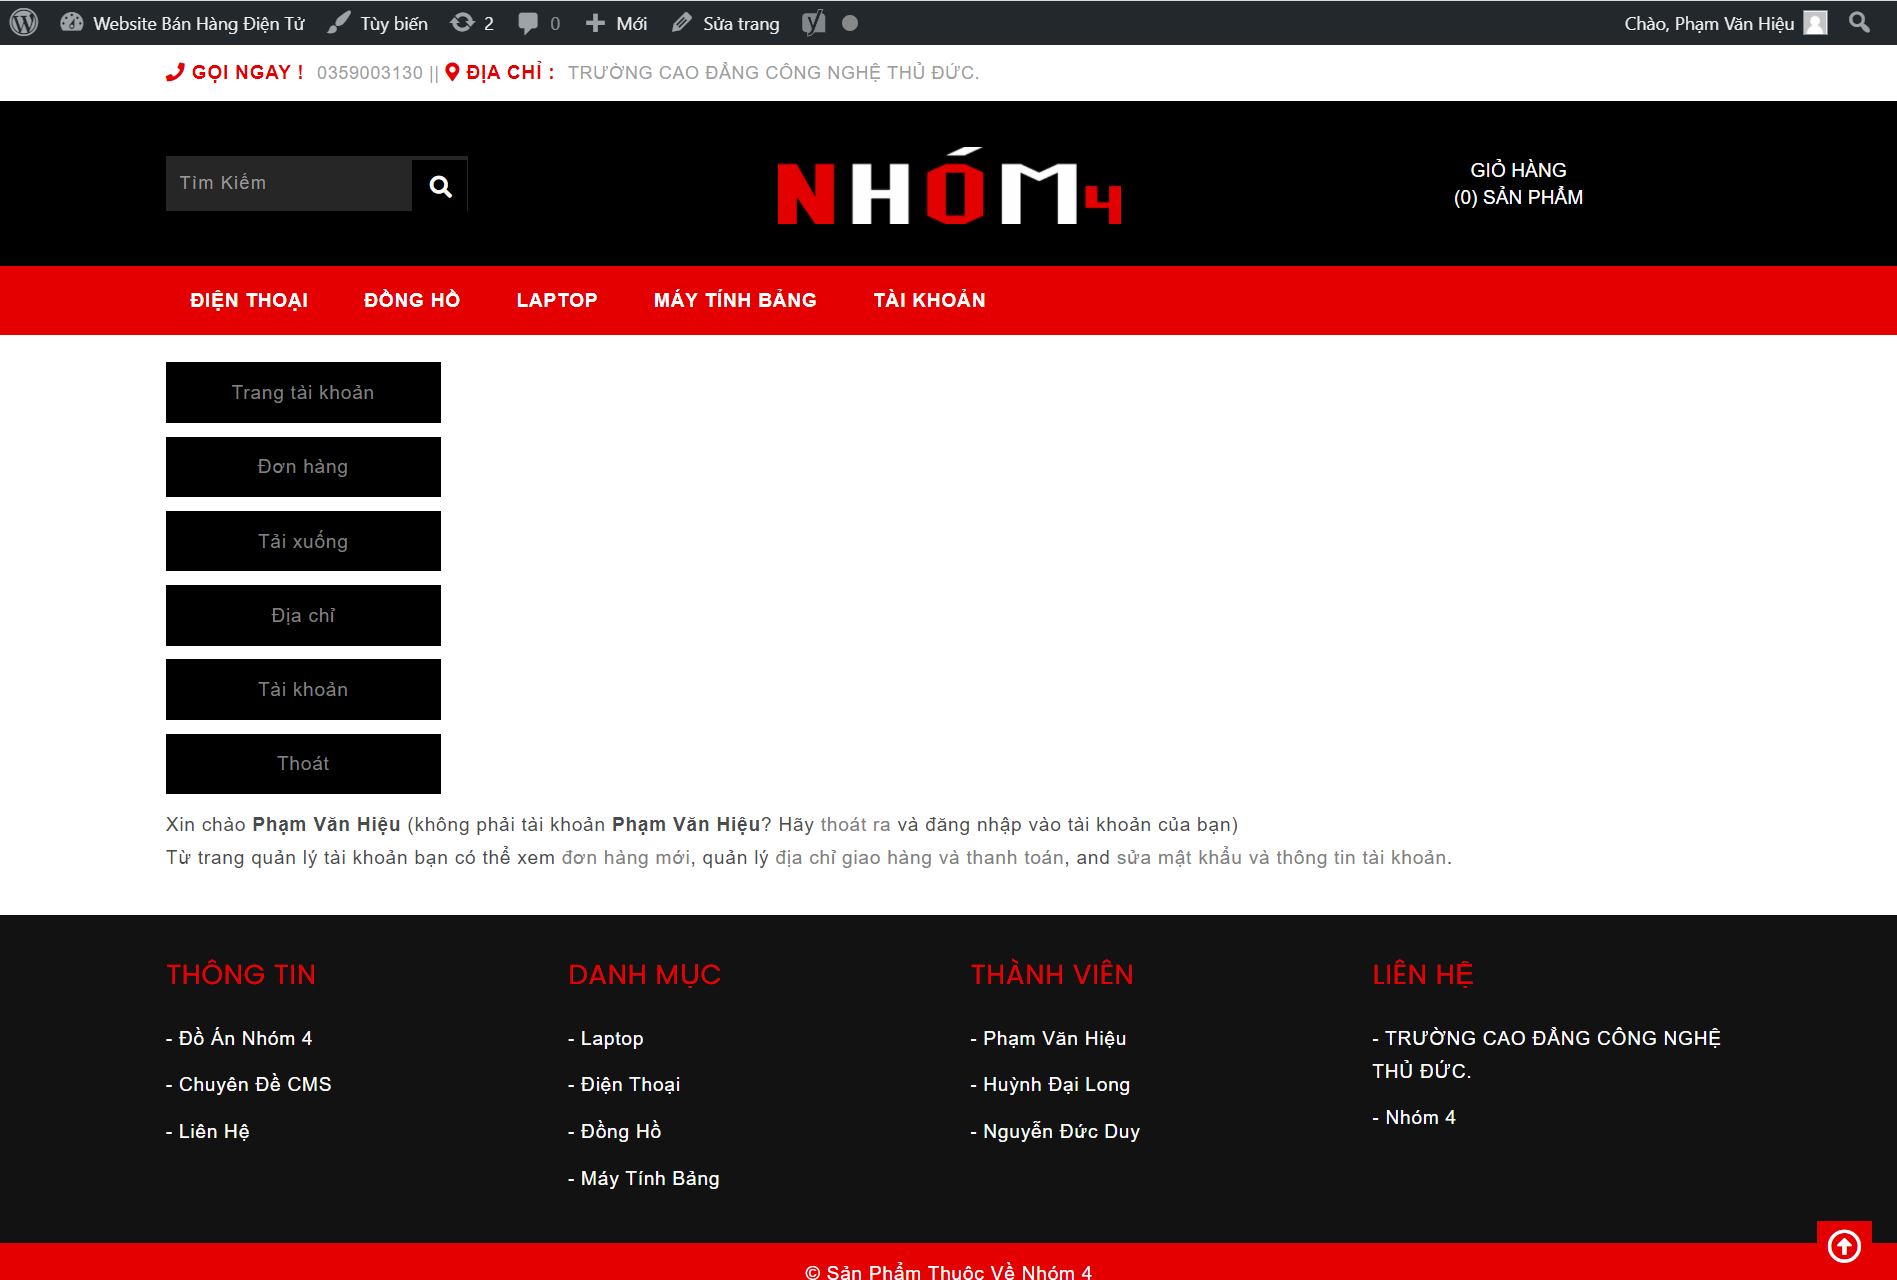 Website Bán Hàng Điện Tử Tùy biến 2 0 Mới Sửa trang Chào, Phạm Văn Hiệu
GỌI NGAY ! 0359003130 || ĐỊA CHỈ : TRƯỜNG CAO ĐẲNG CÔNG NGHỆ THỦ ĐỨC.
Tìm Kiếm
NHÓM4
GIỎ HÀNG
(0) SẢN PHẨM
ĐIỆN THOẠI ĐỒNG HỒ LAPTOP MÁY TÍNH BẢNG TÀI KHOẢN
Trang tài khoản
Đơn hàng
Tải xuống
Địa chỉ
Tài khoản
Thoát
Xin chào Phạm Văn Hiệu (không phải tài khoản Phạm Văn Hiệu? Hãy thoát ra và đăng nhập vào tài khoản của bạn)
Từ trang quản lý tài khoản bạn có thể xem đơn hàng mới, quản lý địa chỉ giao hàng và thanh toán, and sửa mật khẩu và thông tin tài khoản.
THÔNG TIN
- Đồ Án Nhóm 4
- Chuyên Đề CMS
- Liên Hệ
DANH MỤC
- Laptop
- Điện Thoại
- Đồng Hồ
- Máy Tính Bảng
THÀNH VIÊN
- Phạm Văn Hiệu
- Huỳnh Đại Long
- Nguyễn Đức Duy
LIÊN HỆ
- TRƯỜNG CAO ĐẲNG CÔNG NGHỆ
THỦ ĐỨC.
- Nhóm 4
© Sản Phẩm Thuộc Về Nhóm 4